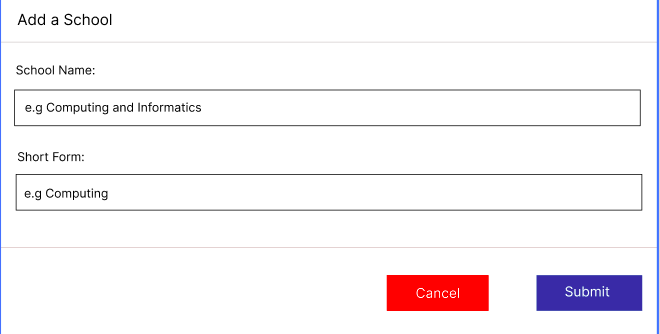 Add a School
School Name:
e.g Computing and Informatics
Short Form:
e.g Computing
Cancel
Submit